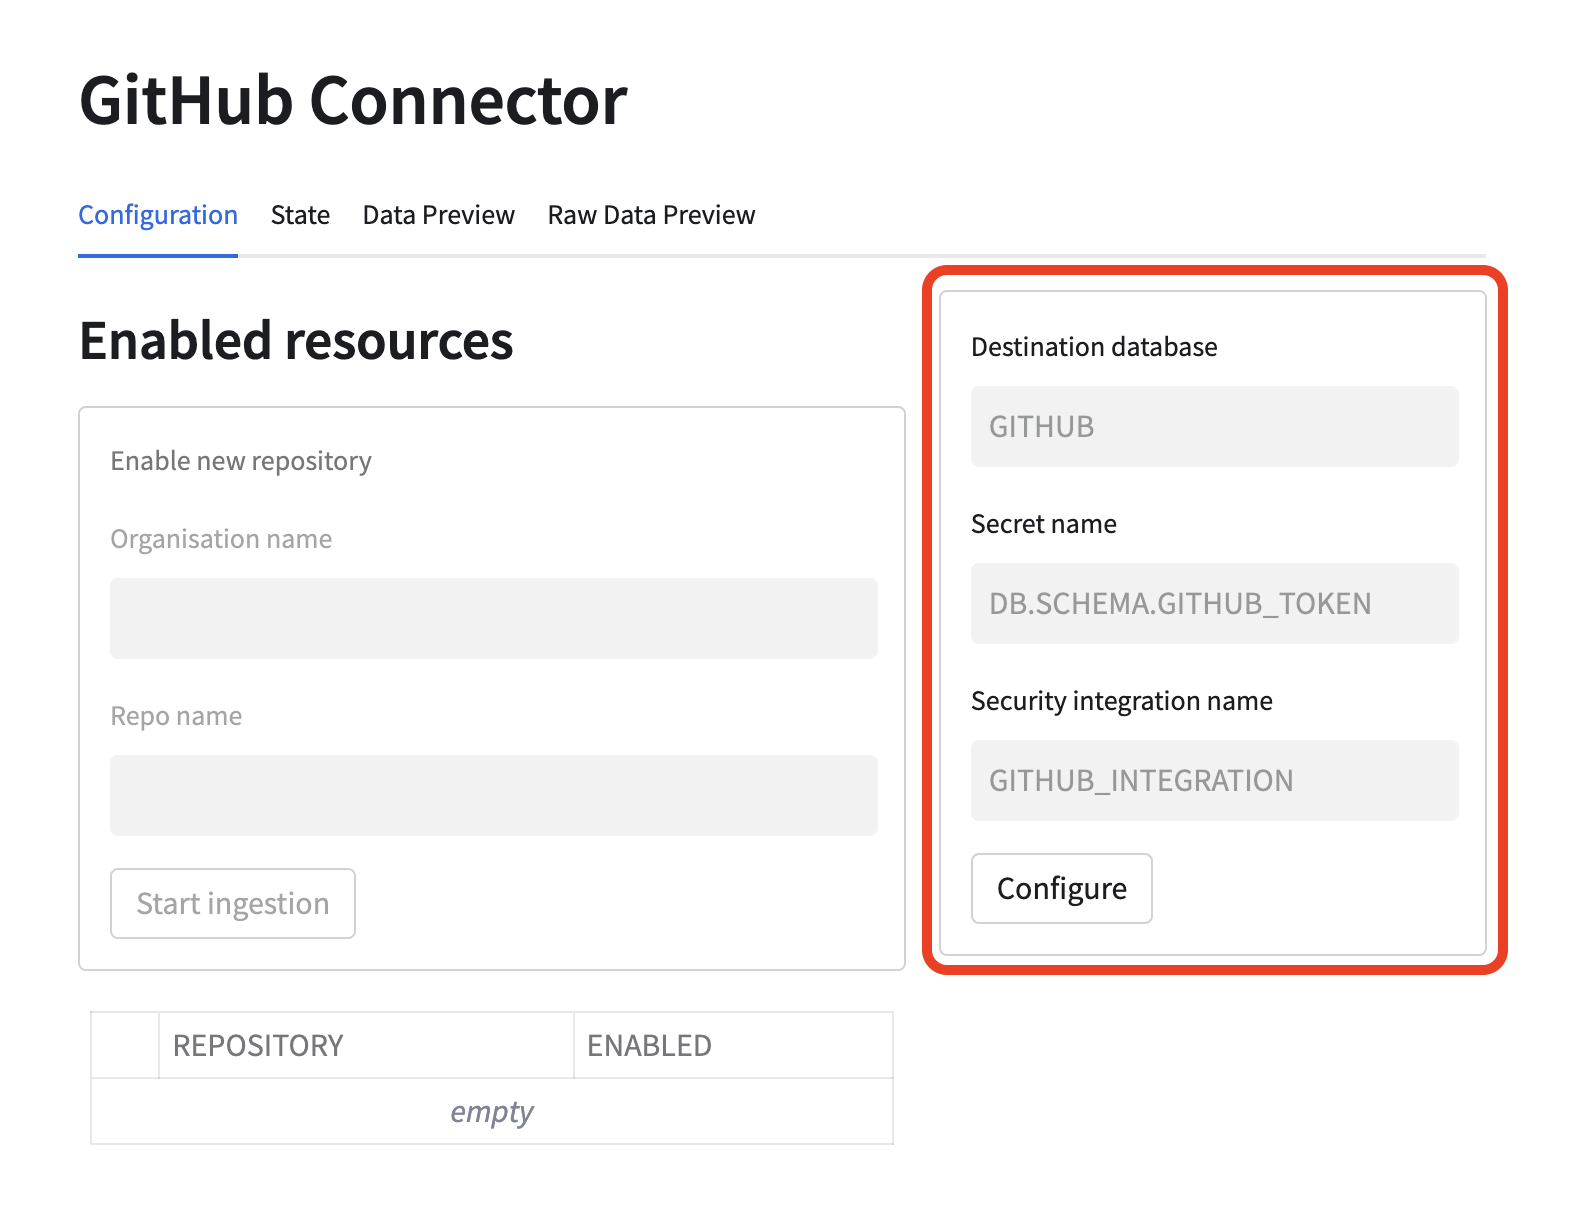 GitHub Connector
Configuration State Data Preview Raw Data Preview
Enabled resources
Enable new repository
Organisation name
Repo name
Start ingestion
Destination database
GITHUB
Secret name
DB.SCHEMA.GITHUB_TOKEN
Security integration name
GITHUB_INTEGRATION
Configure
REPOSITORY ENABLED
empty